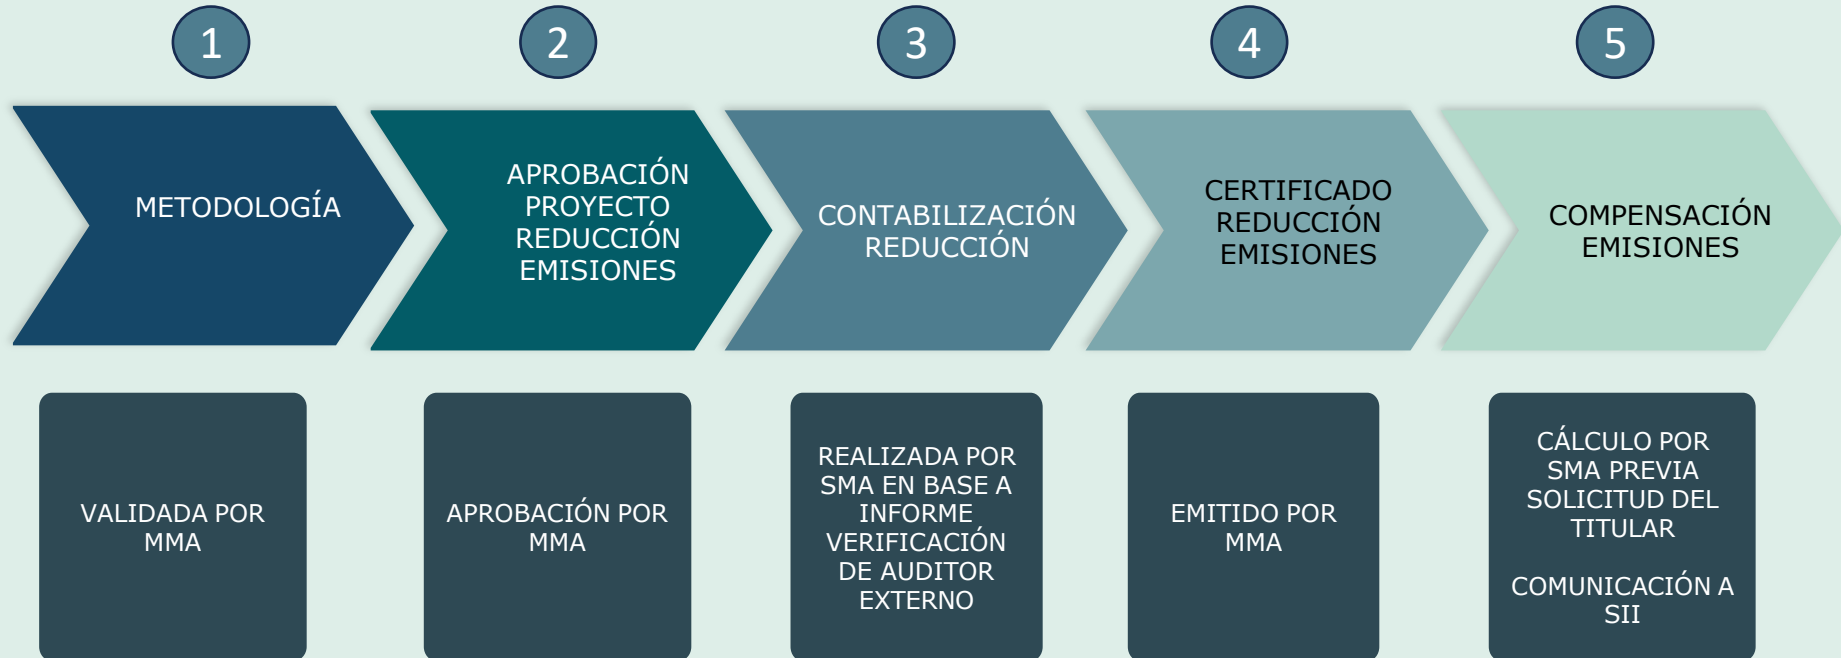 1
2
3
4
5
METODOLOGÍA
APROBACIÓN
PROYECTO
REDUCCIÓN
EMISIONES
CONTABILIZACIÓN
REDUCCIÓN
CERTIFICADO
REDUCCIÓN
EMISIONES
COMPENSACIÓN
EMISIONES
VALIDADA POR
MMA
APROBACIÓN POR
MMA
REALIZADA POR
SMA EN BASE A
INFORME
VERIFICACIÓN
DE AUDITOR
EXTERNO
EMITIDO POR
MMA
CÁLCULO POR
SMA PREVIA
SOLICITUD DEL
TITULAR
COMUNICACIÓN A
SII